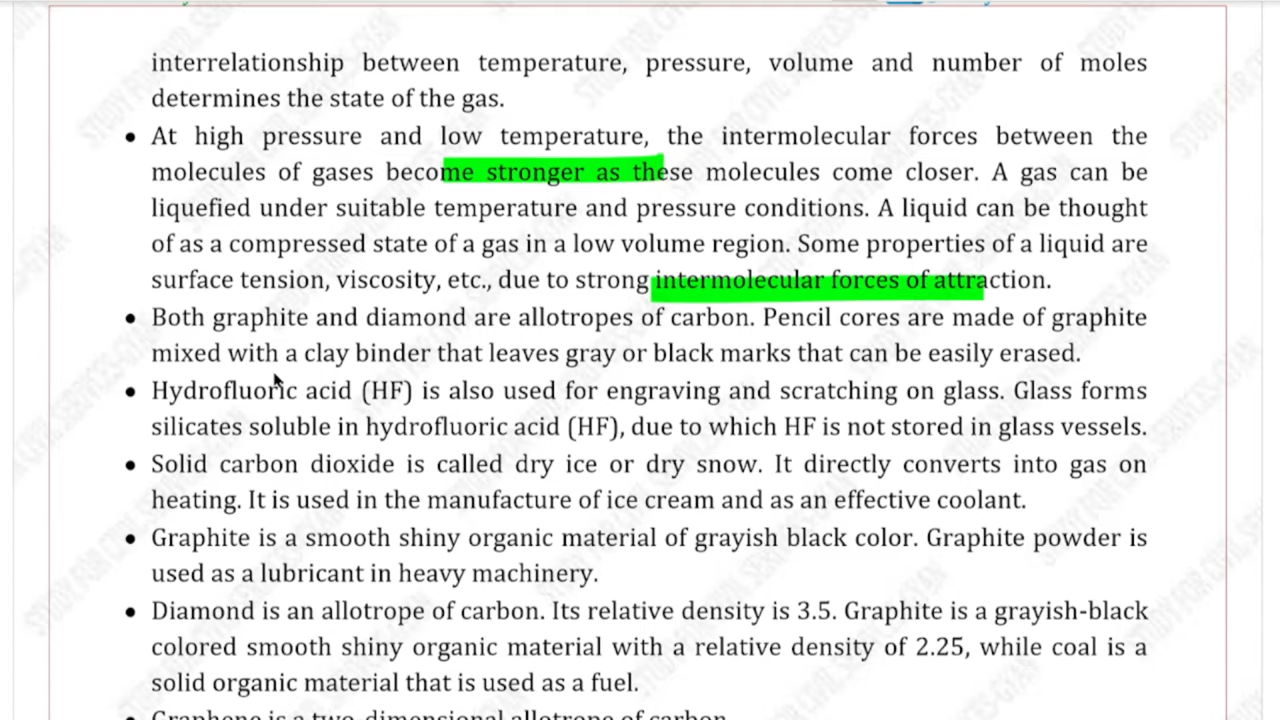 interrelationship between temperature, pressure, volume and number of moles
determines the state of the gas.
• At high pressure and low temperature, the intermolecular forces between the
molecules of gases become stronger as these molecules come closer. A gas can be
liquefied under suitable temperature and pressure conditions. A liquid can be thought
of as a compressed state of a gas in a low volume region. Some properties of a liquid are
surface tension, viscosity, etc., due to strong intermolecular forces of attraction.
• Both graphite and diamond are allotropes of carbon. Pencil cores are made of graphite
mixed with a clay binder that leaves gray or black marks that can be easily erased.
• Hydrofluoric acid (HF) is also used for engraving and scratching on glass. Glass forms
silicates soluble in hydrofluoric acid (HF), due to which HF is not stored in glass vessels.
• Solid carbon dioxide is called dry ice or dry snow. It directly converts into gas on
heating. It is used in the manufacture of ice cream and as an effective coolant.
• Graphite is a smooth shiny organic material of grayish black color. Graphite powder is
used as a lubricant in heavy machinery.
• Diamond is an allotrope of carbon. Its relative density is 3.5. Graphite is a grayish-black
colored smooth shiny organic material with a relative density of 2.25, while coal is a
solid organic material that is used as a fuel.
• Graphene is a two-dimensional allotrope of carbon